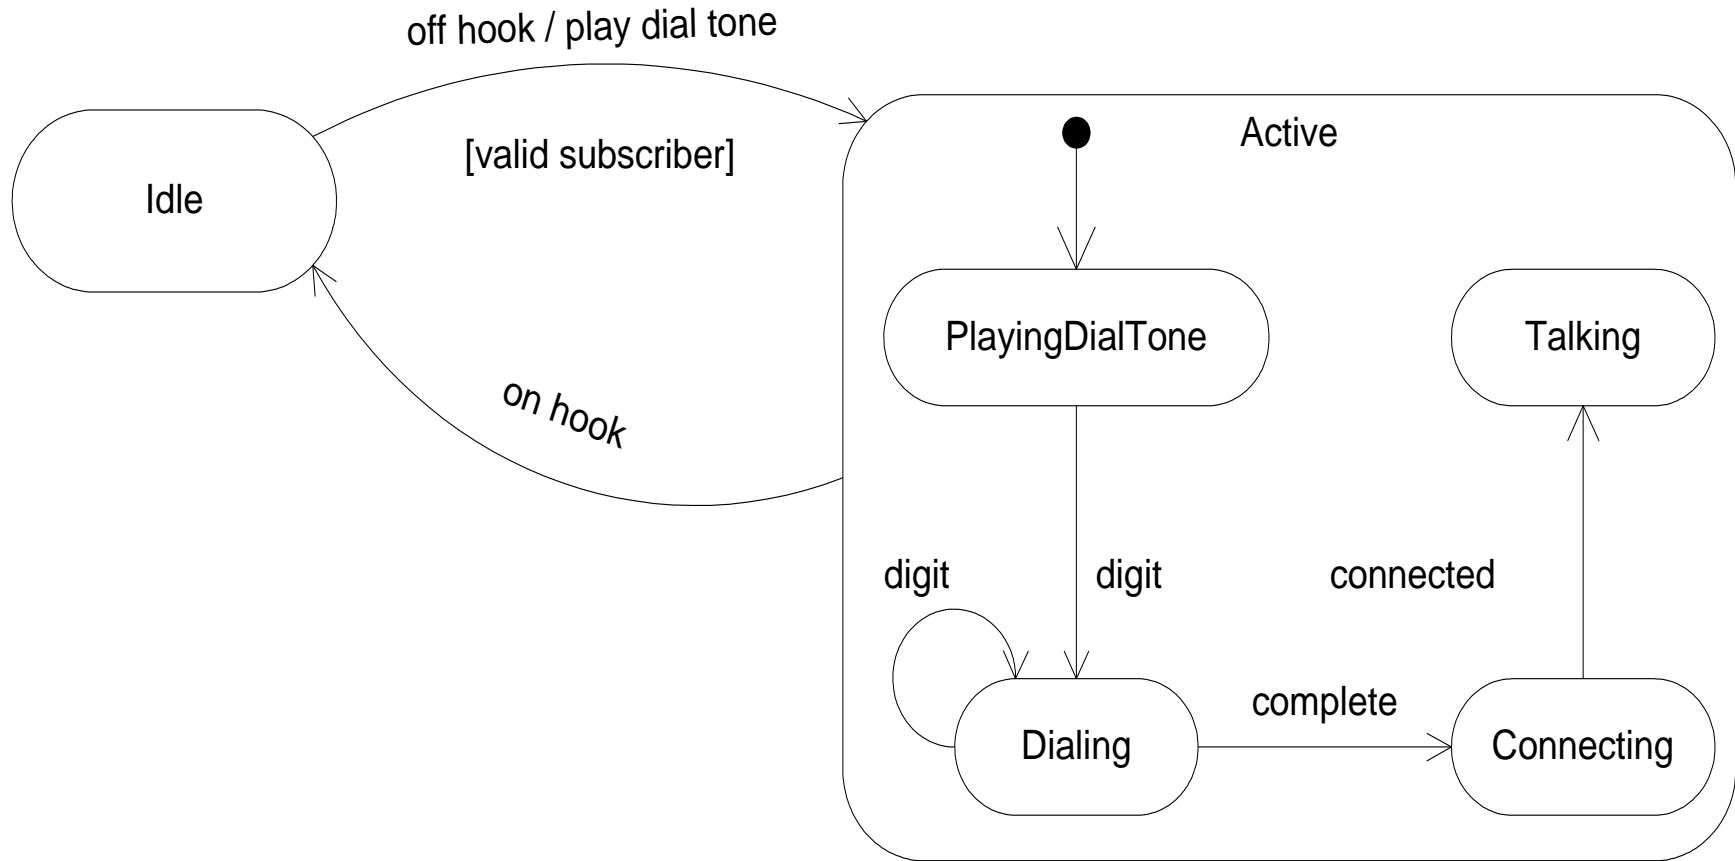 off hook / play dial tone
[valid subscriber]
Active
Idle
PlayingDialTone
Talking
on hook
digit
digit
connected
complete
Dialing
Connecting